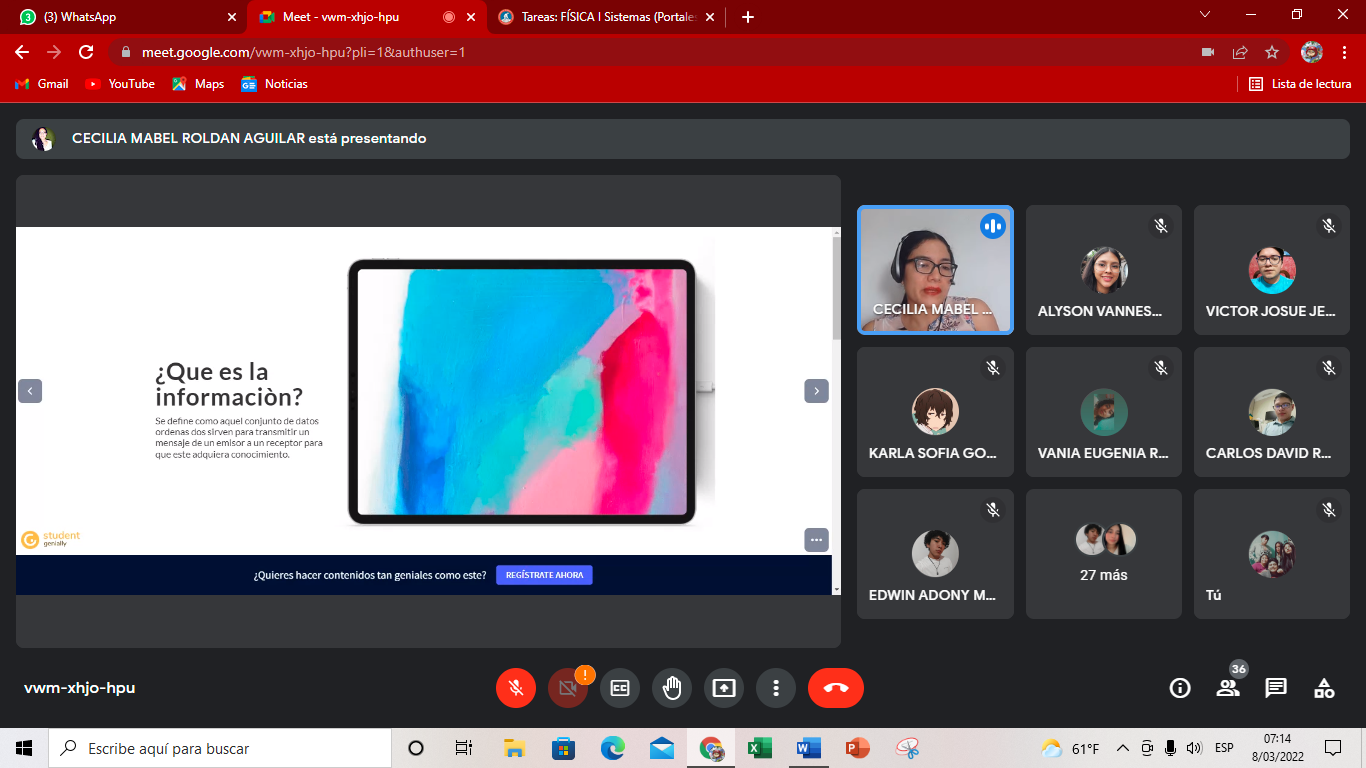 (3) WhatsApp
Meet - vwm-xhjo-hpu
Tareas: FÍSICA I Sistemas (Portales
meet.google.com/vwm-xhjo-hpu?pli=1&authuser=1
Gmail
YouTube
Maps
Noticias
Lista de lectura
CECILIA MABEL ROLDAN AGUILAR está presentando
¿Que es la
informaciòn?
Se define como aquel conjunto de datos
ordenas dos sirven para transmitir un
mensaje de un emisor a un receptor para
que este adquiera conocimiento.
student
genially
¿Quieres hacer contenidos tan geniales como este?
REGÍSTRATE AHORA
CECILIA MABEL ...
ALYSON VANNES...
VICTOR JOSUE JE...
KARLA SOFIA GO...
VANIA EUGENIA R...
CARLOS DAVID R...
EDWIN ADONY M...
27 más
Tú
vwm-xhjo-hpu
36
Escribe aquí para buscar
61°F
ESP
07:14
8/03/2022